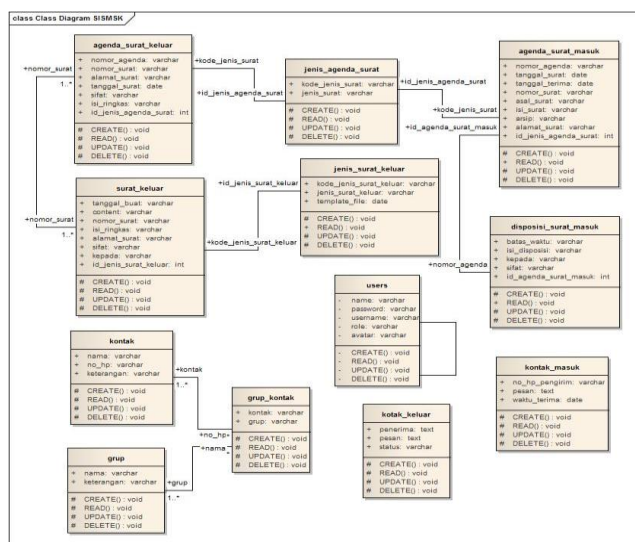 class Class Diagram SISMSK
agenda_surat_keluar
+ nomor_agenda: varchar
+ nomor_surat: varchar
+ alamat_surat: varchar
+ tanggal_surat: date
+ sifat: varchar
+ isi_ringkas: varchar
+ id_jenis_agenda_surat: int
# CREATE() : void
# READ() : void
# UPDATE() : void
# DELETE() : void
+nomor_surat
1..*
+kode_jenis_surat
+id_jenis_agenda_surat
jenis_agenda_surat
+ kode_jenis_surat: varchar
+ jenis_surat: varchar
# CREATE() : void
# READ() : void
# UPDATE() : void
# DELETE() : void
+id_jenis_agenda_surat
+kode_jenis_surat
+id_agenda_surat_masuk
agenda_surat_masuk
+ nomor_agenda: varchar
+ tanggal_surat: date
+ tanggal_terima: date
+ nomor_surat: varchar
+ asal_surat: varchar
+ isi_surat: varchar
+ arsip: varchar
+ alamat_surat: varchar
+ id_jenis_agenda_surat: int
# CREATE() : void
+ READ() : void
# UPDATE() : void
# DELETE() : void
surat_keluar
+ tanggal_buat: varchar
+ content: varchar
+ nomor_surat: varchar
+ isi_ringkas: varchar
+ alamat_surat: varchar
+ sifat: varchar
+ kepada: varchar
+ id_jenis_surat_keluar: int
# CREATE() : void
# READ() : void
# UPDATE() : void
# DELETE() : void
+nomor_surat
1..*
+id_jenis_surat_keluar
+kode_jenis_surat_keluar
jenis_surat_keluar
+ kode_jenis_surat_keluar: varchar
+ jenis_surat_keluar: varchar
+ template_file: date
# CREATE() : void
+ READ() : void
# UPDATE() : void
# DELETE() : void
+nomor_agenda
disposisi_surat_masuk
+ batas_waktu: varchar
+ isi_disposisi: varchar
+ kepada: varchar
+ sifat: varchar
+ id_agenda_surat_masuk: int
# CREATE() : void
+ READ() : void
# UPDATE() : void
# DELETE() : void
users
- name: varchar
- password: varchar
- username: varchar
- role: varchar
- avatar: varchar
- CREATE() : void
- READ() : void
- UPDATE() : void
- DELETE() : void
kontak
+ nama: varchar
+ no_hp: varchar
+ keterangan: varchar
# CREATE() : void
# READ() : void
# UPDATE() : void
# DELETE() : void
+kontak
1..*
+no_hp*
+nama*
grup_kontak
+ kontak: varchar
+ grup: varchar
# CREATE() : void
# READ() : void
# UPDATE() : void
# DELETE() : void
kontak_masuk
+ no_hp_pengirim: varchar
+ pesan: text
+ waktu_terima: date
# CREATE() : void
# READ() : void
# UPDATE() : void
# DELETE() : void
kotak_keluar
+ penerima: text
+ pesan: text
+ status: varchar
# CREATE() : void
# READ() : void
# UPDATE() : void
# DELETE() : void
grup
+ nama: varchar
+ keterangan: varchar
# CREATE() : void
# READ() : void
# UPDATE() : void
# DELETE() : void
+grup
1..*